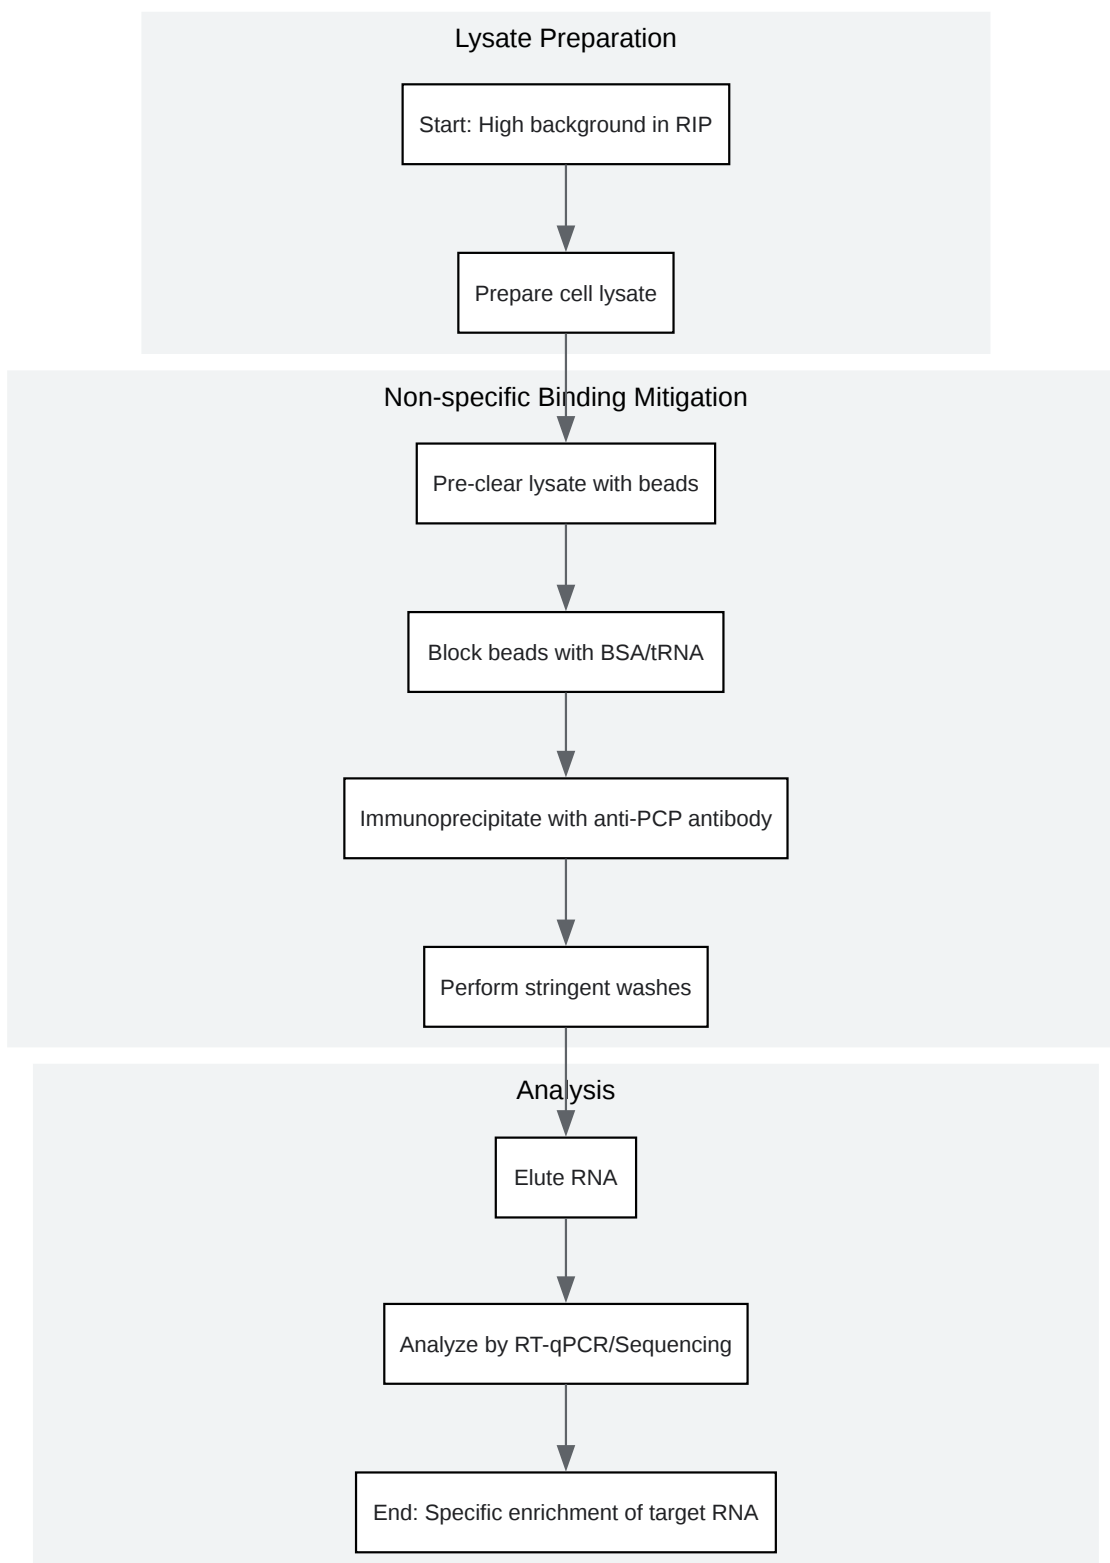 Lysate Preparation
Start: High background in RIP
Prepare cell lysate
Non-specific Binding Mitigation
Pre-clear lysate with beads
Block beads with BSA/tRNA
Immunoprecipitate with anti-PCP antibody
Perform stringent washes
Analysis
Elute RNA
Analyze by RT-qPCR/Sequencing
End: Specific enrichment of target RNA